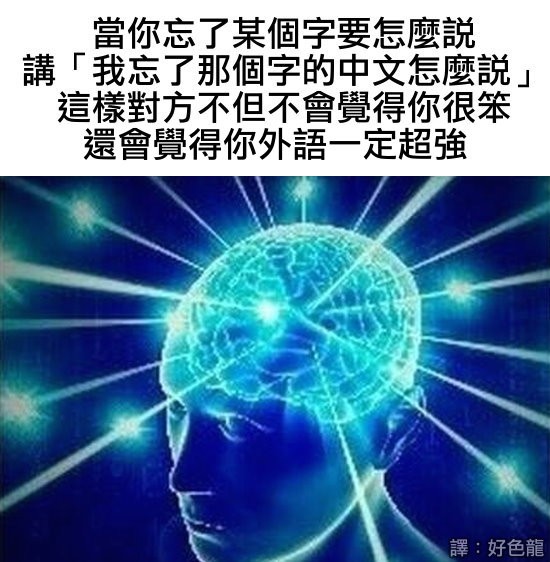 當你忘了某個字要怎麼説
講「我忘了那個字的中文怎麼説」
這樣對方不但不會覺得你很笨
還會覺得你外語一定超強
譯：好色龍